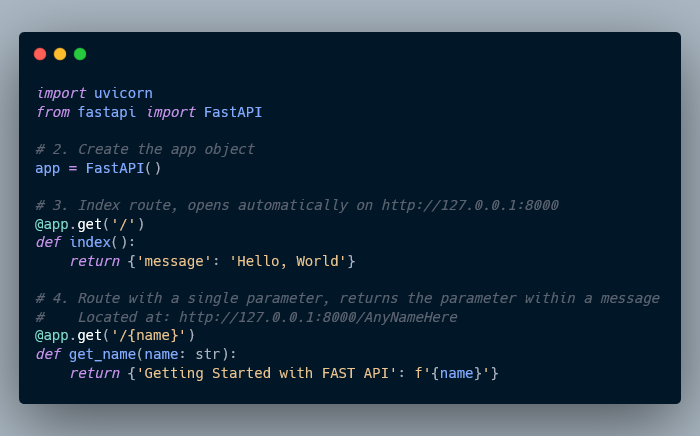 import uvicorn
from fastapi import FastAPI

# 2. Create the app object
app = FastAPI()

# 3. Index route, opens automatically on http://127.0.0.1:8000
@app.get('/')
def index():
    return {'message': 'Hello, World'}

# 4. Route with a single parameter, returns the parameter within a message
#    Located at: http://127.0.0.1:8000/AnyNameHere
@app.get('/{name}')
def get_name(name: str):
    return {'Getting Started with FAST API': f'{name}'}